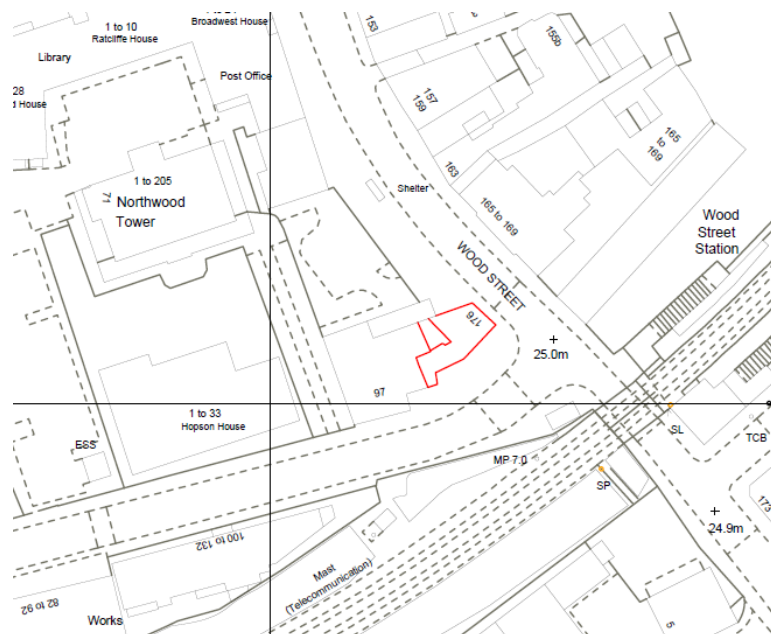 1 to 10
Ratcliffe House
Broadwest House
Library
Post Office
28
d House
153
155b
157
159
163
165
to
169
165 to 169
Shelter
1 to 205
71
Northwood
Tower
WOOD STREET
Wood
Street
Station
176
25.0m
97
1 to 33
Hopson House
ESS
MP 7.0
SL
TCB
SP
173
24.9m
100 to 132
Mast
(Telecommunication)
82 to 92
Works
5